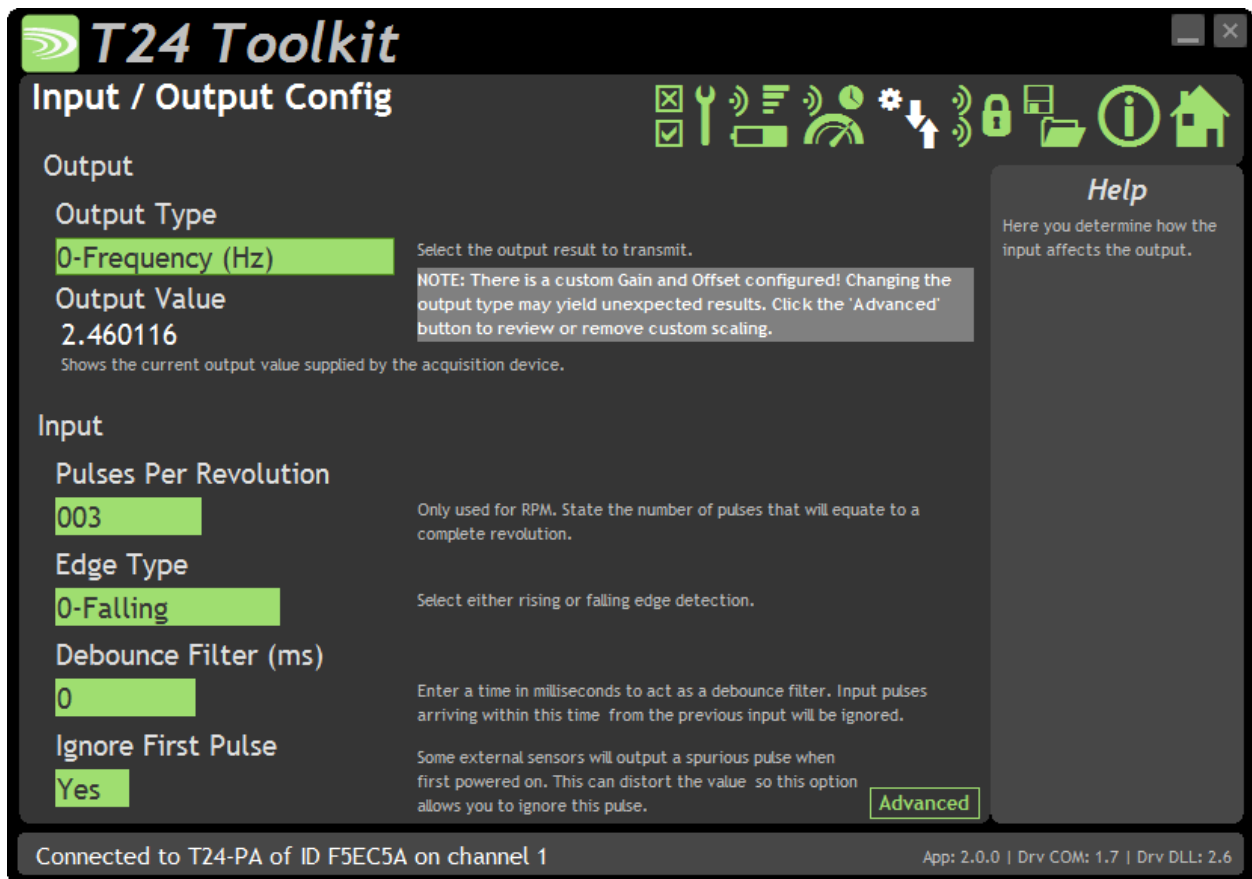 T24 Toolkit
Input / Output Config
Output
Output Type
0-Frequency (Hz)
Select the output result to transmit.
NOTE: There is a custom Gain and Offset configured! Changing the
output type may yield unexpected results. Click the 'Advanced'
button to review or remove custom scaling.
Output Value
2.460116
Shows the current output value supplied by the acquisition device.
Input
Pulses Per Revolution
003
Only used for RPM. State the number of pulses that will equate to a
complete revolution.
Edge Type
0-Falling
Select either rising or falling edge detection.
Debounce Filter (ms)
0
Enter a time in milliseconds to act as a debounce filter. Input pulses
arriving within this time from the previous input will be ignored.
Ignore First Pulse
Yes
Some external sensors will output a spurious pulse when
first powered on. This can distort the value so this option
allows you to ignore this pulse.
Advanced
Help
Here you determine how the
input affects the output.
Connected to T24-PA of ID F5EC5A on channel 1
App: 2.0.0 | Drv COM: 1.7 | Drv DLL: 2.6